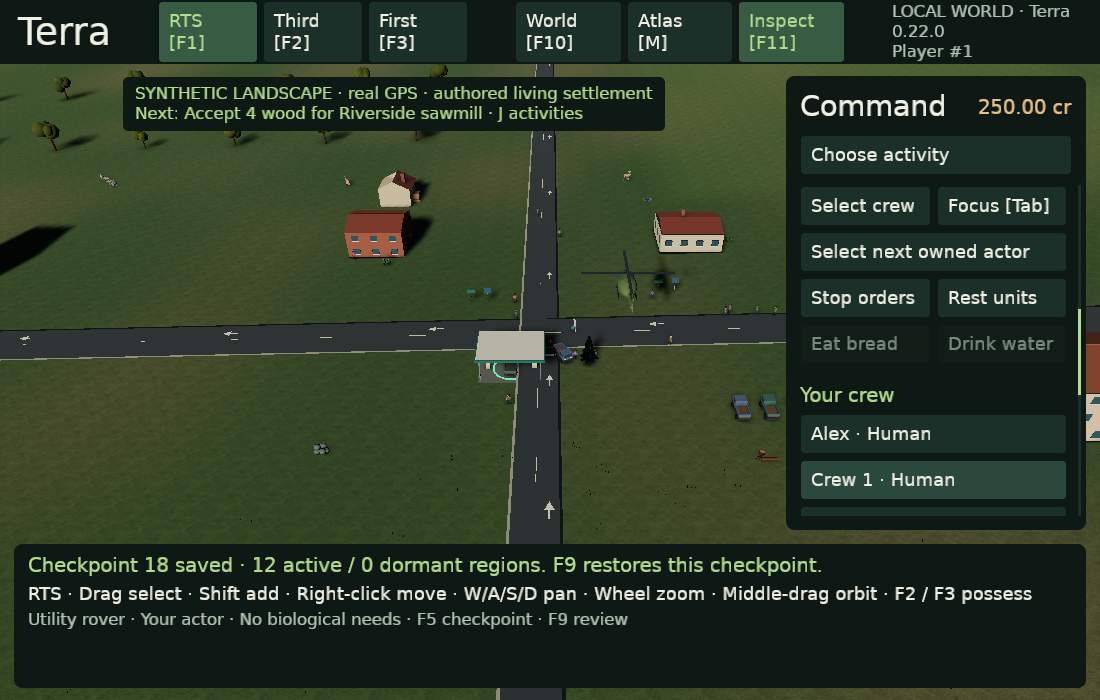 Terra
RTS
[F1]
Third
[F2]
First
[F3]
World
[F10]
Atlas
[M]
Inspect
[F11]
LOCAL WORLD · Terra
0.22.0
Player #1
SYNTHETIC LANDSCAPE · real GPS · authored living settlement
Next: Accept 4 wood for Riverside sawmill · J activities
Command 250.00 cr
Choose activity
Select crew Focus [Tab]
Select next owned actor
Stop orders Rest units
Eat bread Drink water
Your crew
Alex · Human
Crew 1 · Human
Checkpoint 18 saved · 12 active / 0 dormant regions. F9 restores this checkpoint.
RTS · Drag select · Shift add · Right-click move · W/A/S/D pan · Wheel zoom · Middle-drag orbit · F2 / F3 possess
Utility rover · Your actor · No biological needs · F5 checkpoint · F9 review